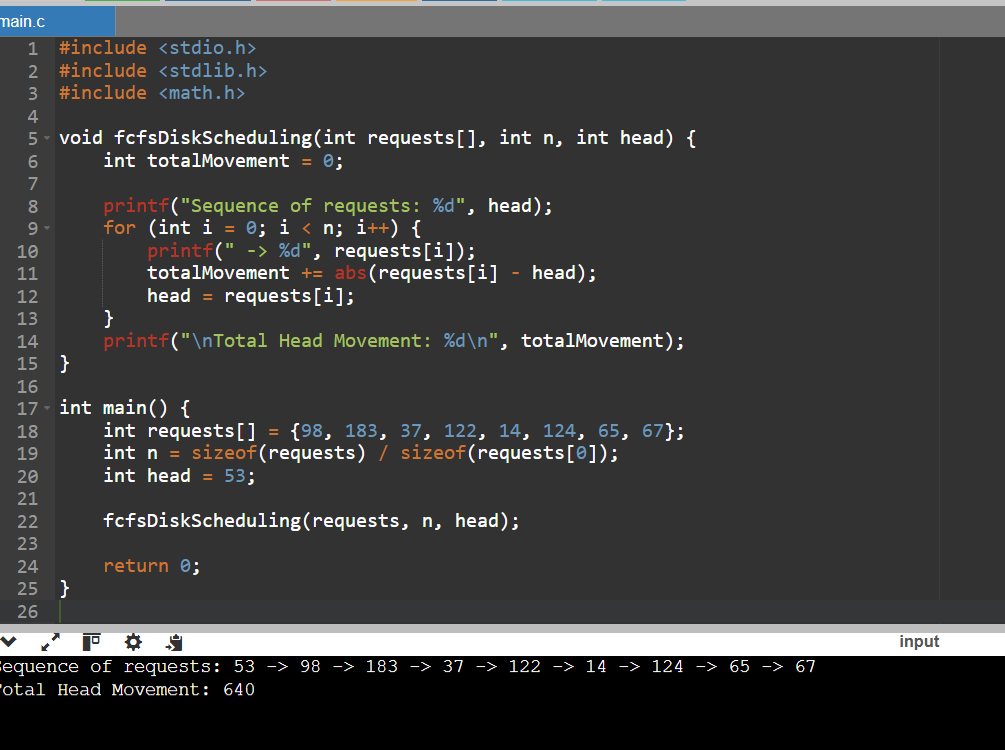 main.c
1 #include <stdio.h>
2 #include <stdlib.h>
3 #include <math.h>
4
5 void fcfsDiskScheduling(int requests[], int n, int head) {
6     int totalMovement = 0;
7
8     printf("Sequence of requests: %d", head);
9     for (int i = 0; i < n; i++) {
10         printf(" -> %d", requests[i]);
11         totalMovement += abs(requests[i] - head);
12         head = requests[i];
13     }
14     printf("\nTotal Head Movement: %d\n", totalMovement);
15 }
16
17 int main() {
18     int requests[] = {98, 183, 37, 122, 14, 124, 65, 67};
19     int n = sizeof(requests) / sizeof(requests[0]);
20     int head = 53;
21
22     fcfsDiskScheduling(requests, n, head);
23
24     return 0;
25 }
26
input
Sequence of requests: 53 -> 98 -> 183 -> 37 -> 122 -> 14 -> 124 -> 65 -> 67
Total Head Movement: 640